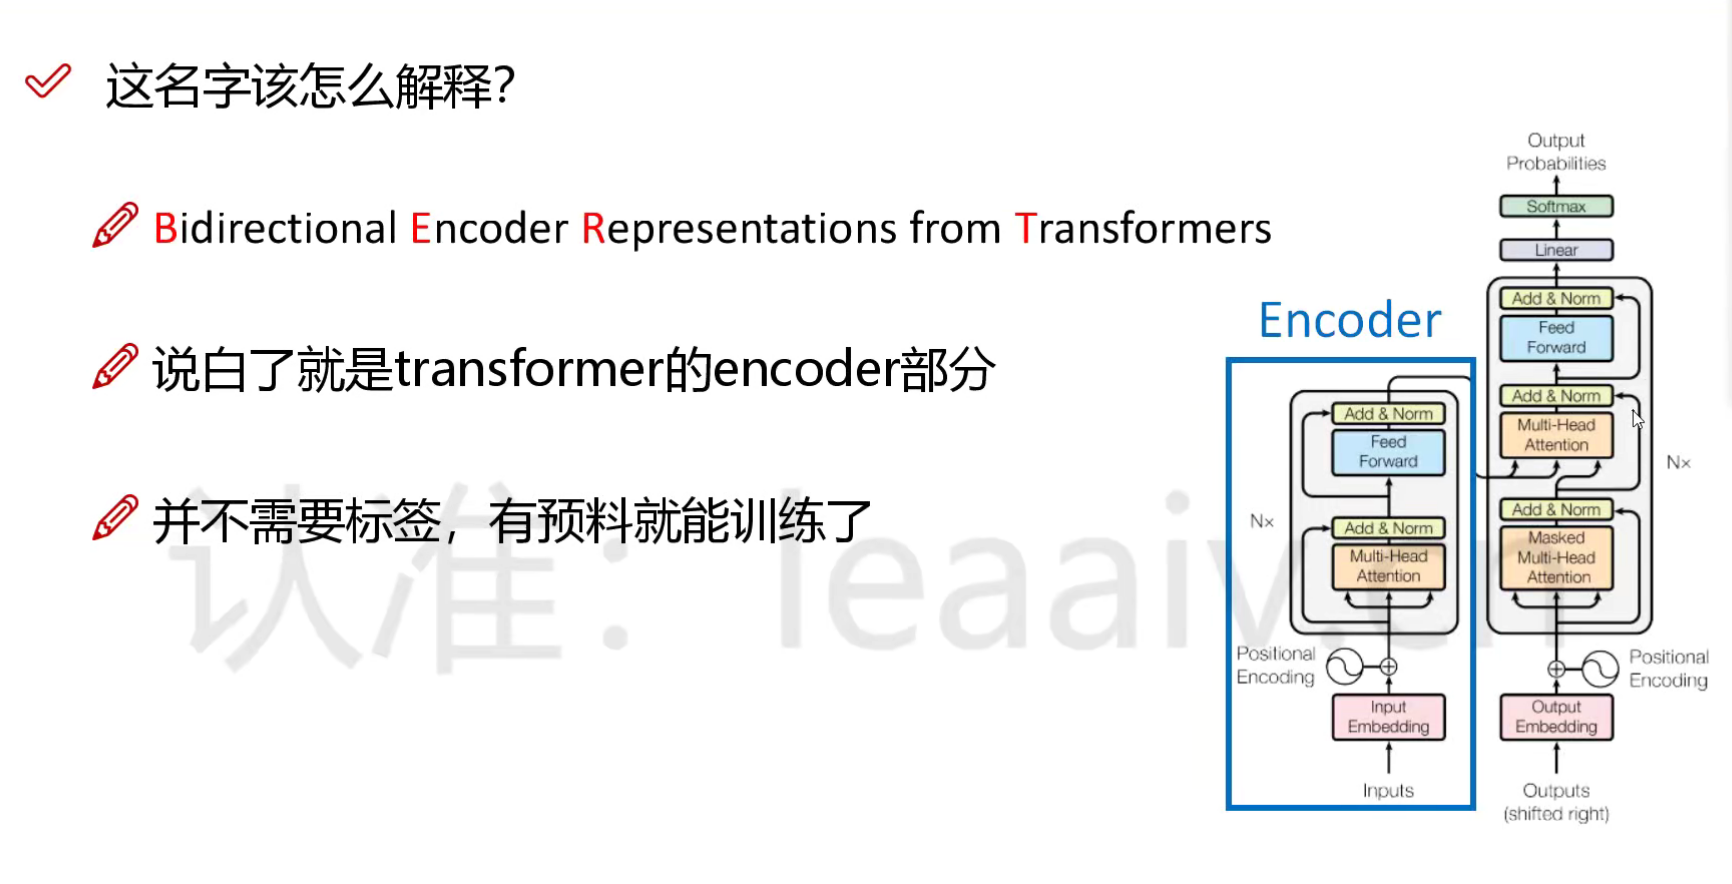 这名字该怎么解释？
Bidirectional Encoder Representations from Transformers
说白了就是transformer的encoder部分
并不需要标签，有预料就能训练了
认准：leaaiv.cn
Encoder
Add & Norm
Feed
Forward
Nx
Add & Norm
Multi-Head
Attention
Positional
Encoding
Input
Embedding
Inputs
Output
Probabilities
Softmax
Linear
Add & Norm
Feed
Forward
Add & Norm
Multi-Head
Attention
Nx
Add & Norm
Masked
Multi-Head
Attention
Positional
Encoding
Output
Embedding
Outputs
(shifted right)